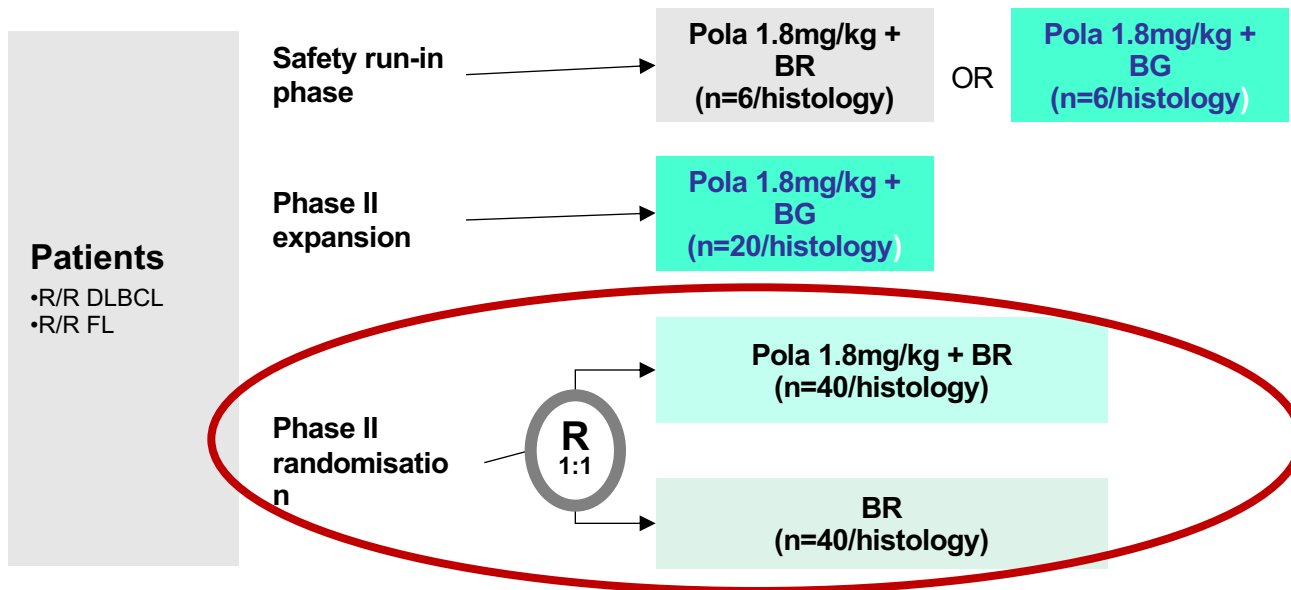 Patients
•R/R DLBCL
•R/R FL
Safety run-in
phase
Pola 1.8mg/kg +
BR
(n=6/histology)
OR
Pola 1.8mg/kg +
BG
(n=6/histology)
Phase II
expansion
Pola 1.8mg/kg +
BG
(n=20/histology)
Phase II
randomisatio
n
R
1:1
Pola 1.8mg/kg + BR
(n=40/histology)
BR
(n=40/histology)